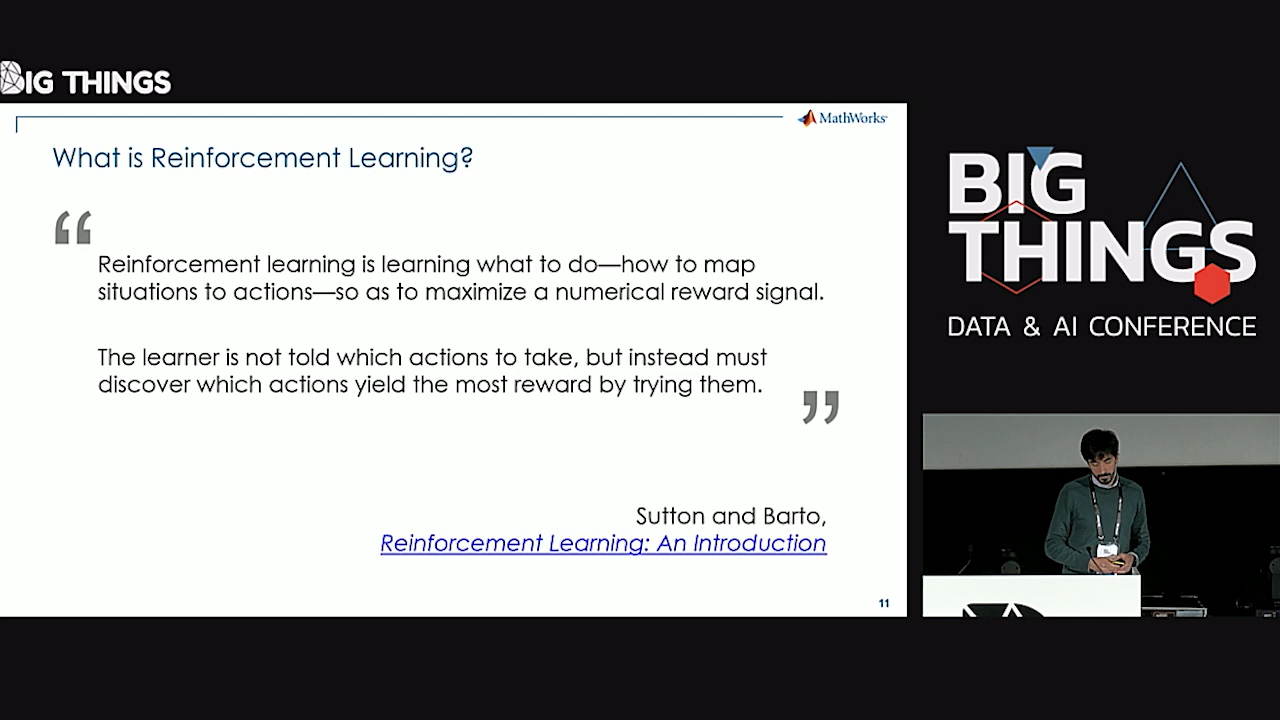 BIG THINGS
MathWorks
What is Reinforcement Learning?
“
Reinforcement learning is learning what to do—how to map
situations to actions—so as to maximize a numerical reward signal.
The learner is not told which actions to take, but instead must
discover which actions yield the most reward by trying them.
”
Sutton and Barto,
Reinforcement Learning: An Introduction
11
BIG
THINGS
DATA & AI CONFERENCE